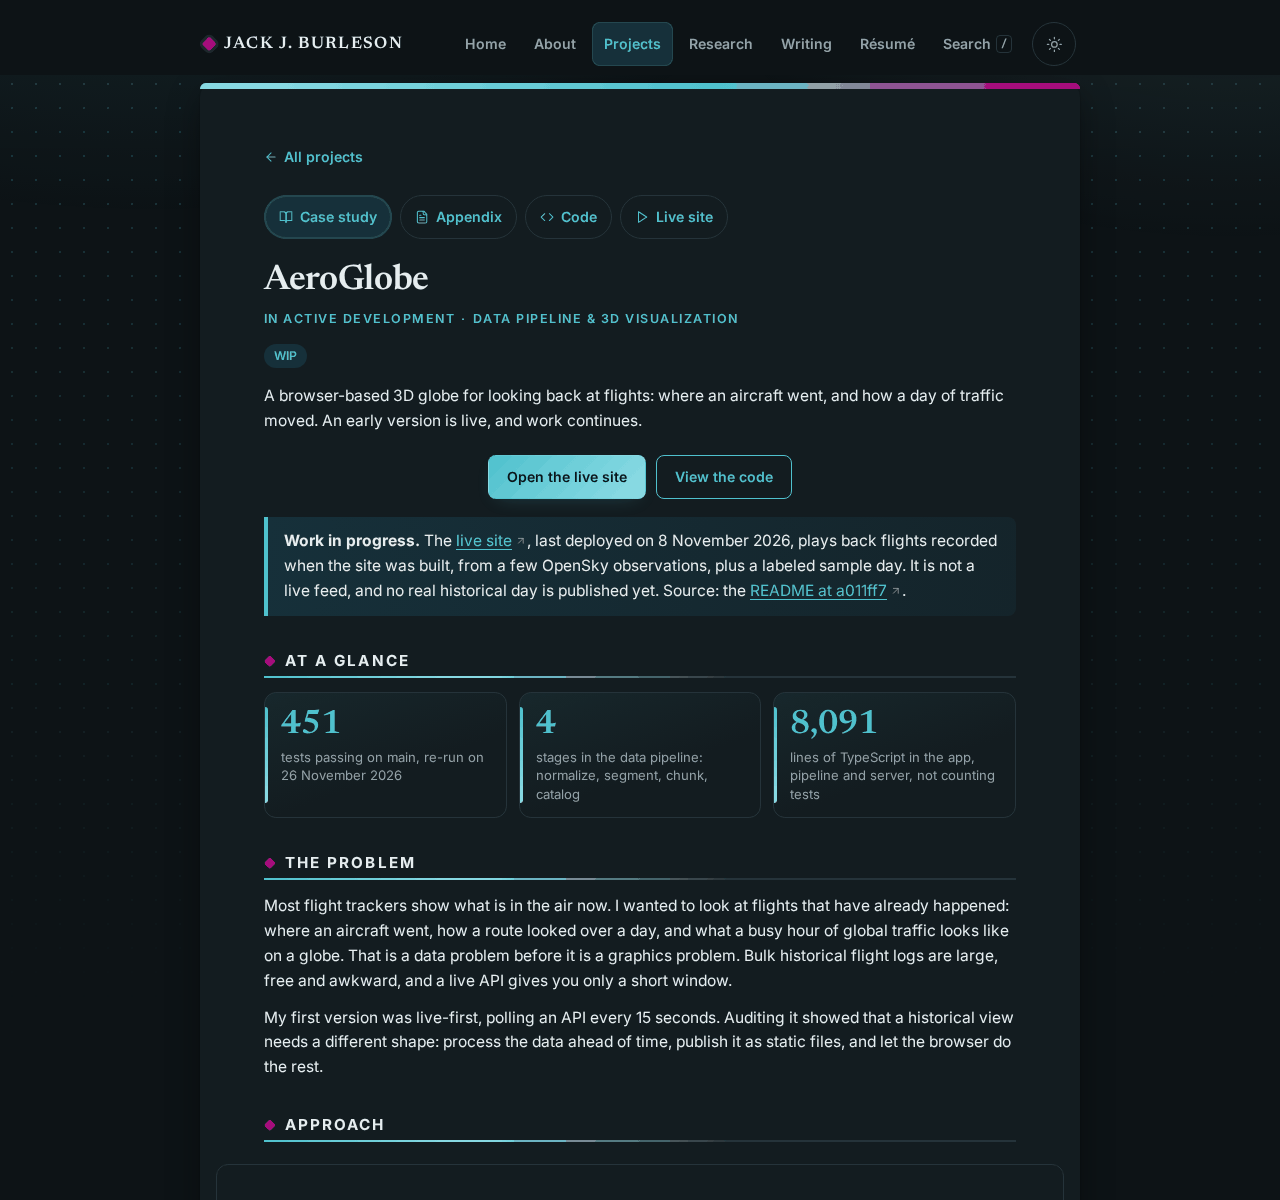 JACK J. BURLESON
Home
About
Projects
Research
Writing
Résumé
Search /
All projects
Case study
Appendix
Code
Live site
AeroGlobe
IN ACTIVE DEVELOPMENT · DATA PIPELINE & 3D VISUALIZATION
WIP
A browser-based 3D globe for looking back at flights: where an aircraft went, and how a day of traffic
moved. An early version is live, and work continues.
Open the live site
View the code
Work in progress. The live site, last deployed on 8 November 2026, plays back flights recorded
when the site was built, from a few OpenSky observations, plus a labeled sample day. It is not a
live feed, and no real historical day is published yet. Source: the README at a011ff7.
AT A GLANCE
451
tests passing on main, re-run on
26 November 2026
4
stages in the data pipeline:
normalize, segment, chunk,
catalog
8,091
lines of TypeScript in the app,
pipeline and server, not counting
tests
THE PROBLEM
Most flight trackers show what is in the air now. I wanted to look at flights that have already happened:
where an aircraft went, how a route looked over a day, and what a busy hour of global traffic looks like
on a globe. That is a data problem before it is a graphics problem. Bulk historical flight logs are large,
free and awkward, and a live API gives you only a short window.
My first version was live-first, polling an API every 15 seconds. Auditing it showed that a historical view
needs a different shape: process the data ahead of time, publish it as static files, and let the browser do
the rest.
APPROACH